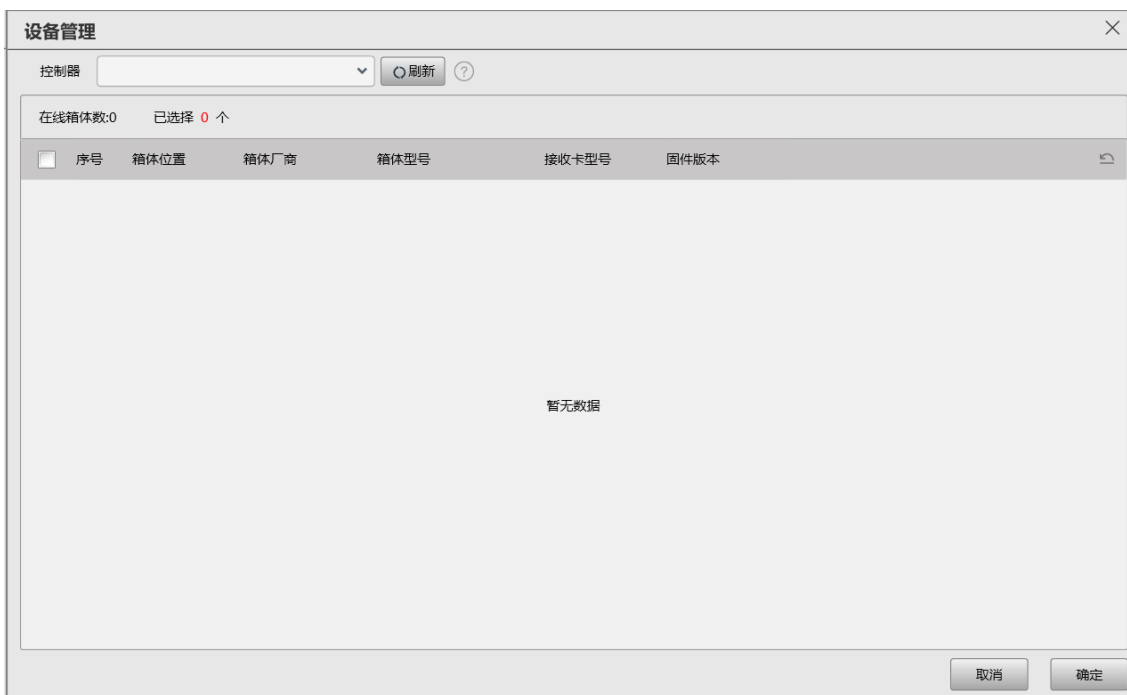 设备管理
控制器 刷新 ?
在线箱体数:0 已选择 0 个
序号 箱体位置 箱体厂商 箱体型号 接收卡型号 固件版本
暂无数据
取消 确定